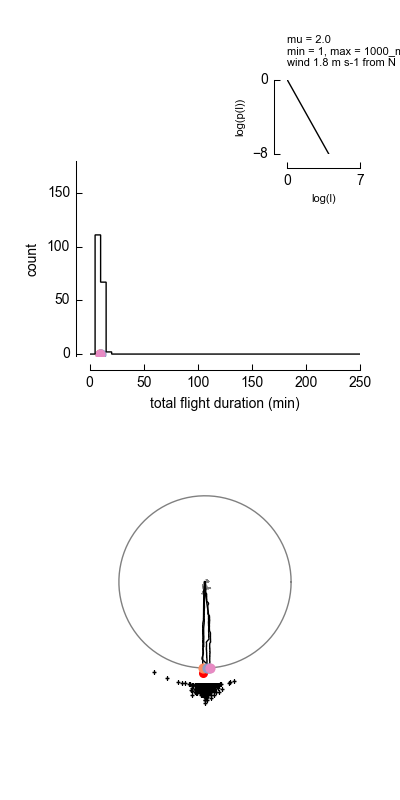 mu = 2.0
min = 1, max = 1000_m
wind 1.8 m s-1 from N
0
log(p(l))
−8
0
7
log(l)
150
100
50
0
count
0
50
100
150
200
250
total flight duration (min)